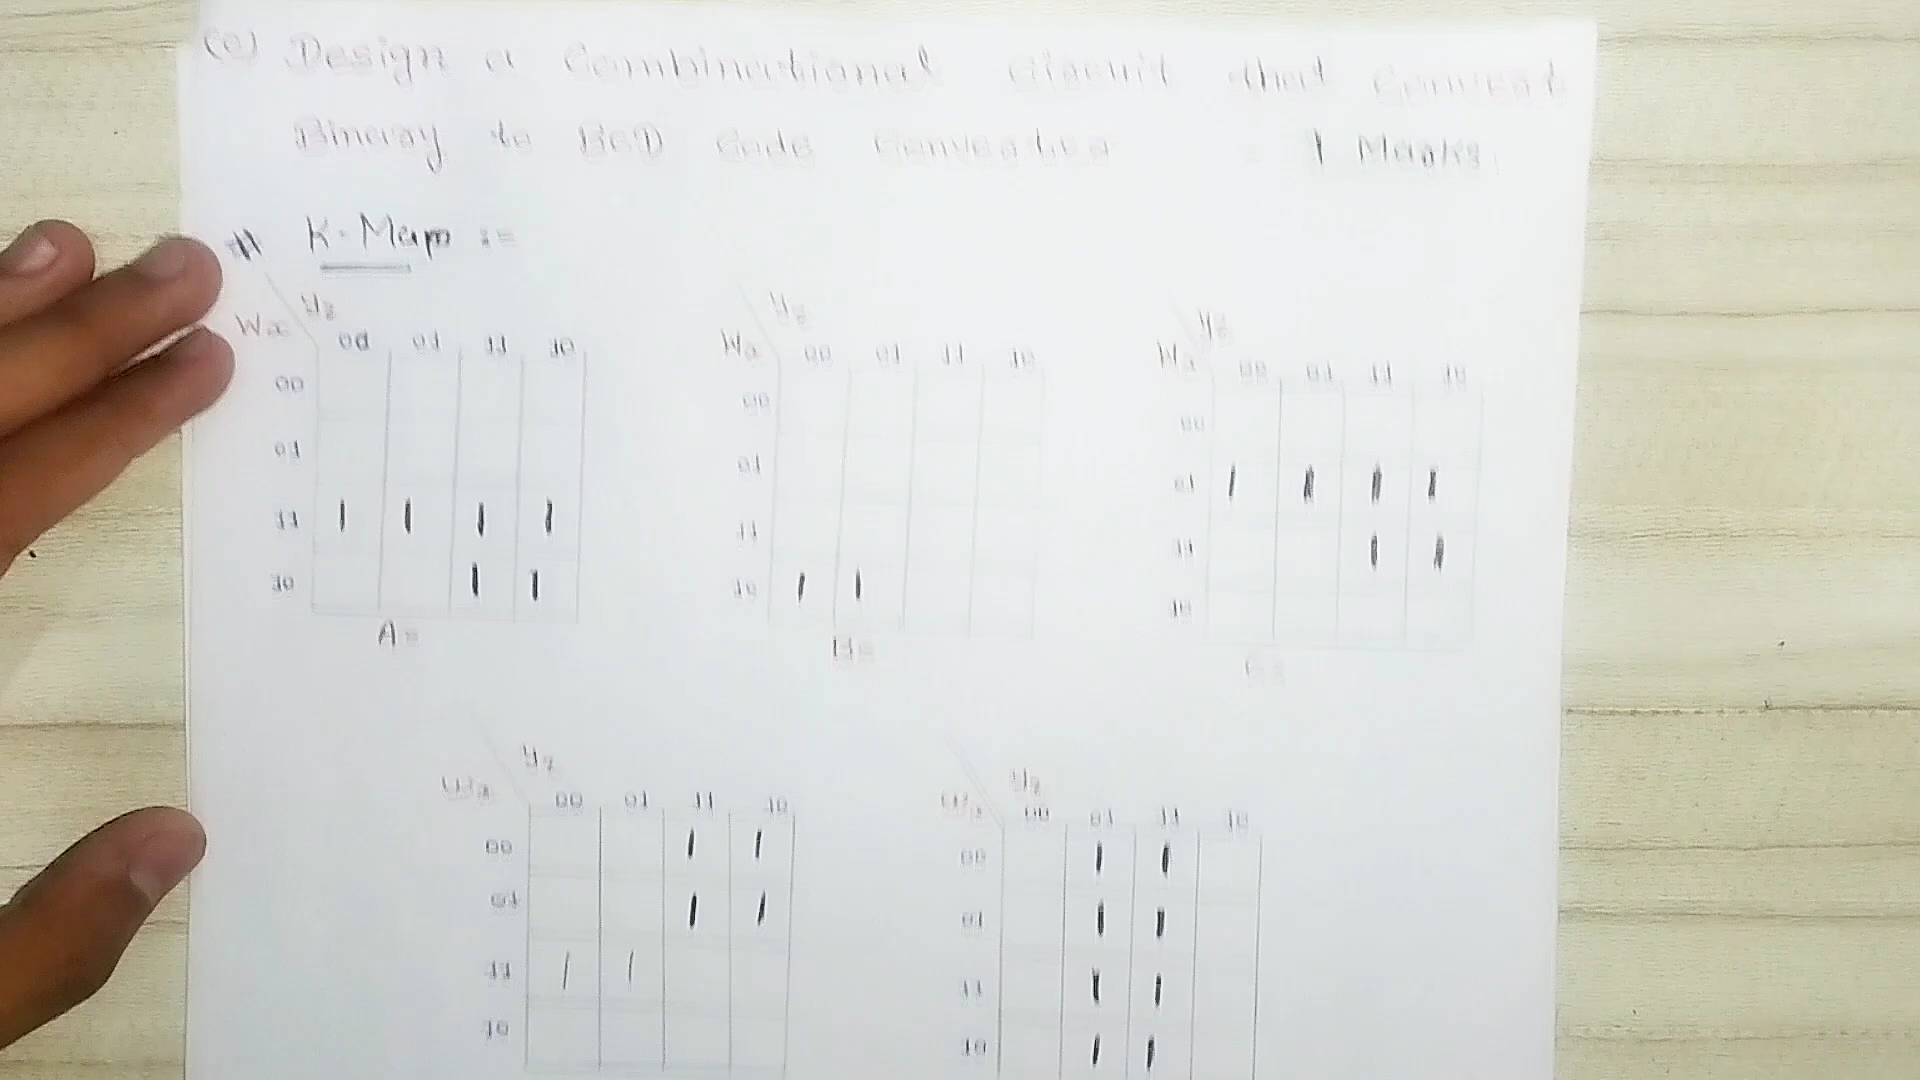 (C) Design a Combinational Circuit that Convert
Binary to BCD Code Converter 7 Marks
# K-Map :=
yz
wx 00 01 11 10
00
01
11 1 1 1 1
10 1 1
A=
yz
wx 00 01 11 10
00
01
11
10 1 1
B=
yz
wx 00 01 11 10
00
01 1 1 1 1
11 1 1
10
C=
yz
wx 00 01 11 10
00 1 1
01 1 1
11 1 1
10
yz
wx 00 01 11 10
00 1 1
01 1 1
11 1 1
10 1 1